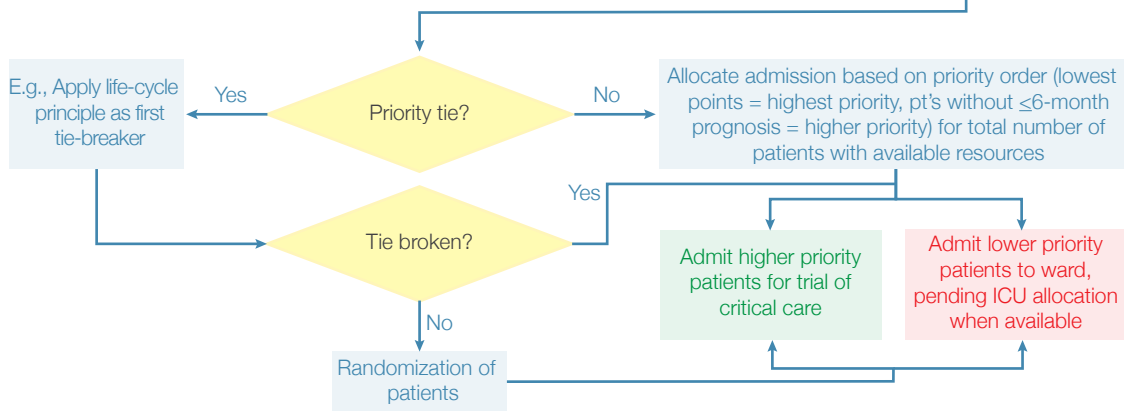 E.g., Apply life-cycle
principle as first
tie-breaker
Yes
Priority tie?
No
Allocate admission based on priority order (lowest
points = highest priority, pt's without ≤6-month
prognosis = higher priority) for total number of
patients with available resources
Tie broken?
Yes
Admit higher priority
patients for trial of
critical care
Admit lower priority
patients to ward,
pending ICU allocation
when available
No
Randomization of
patients